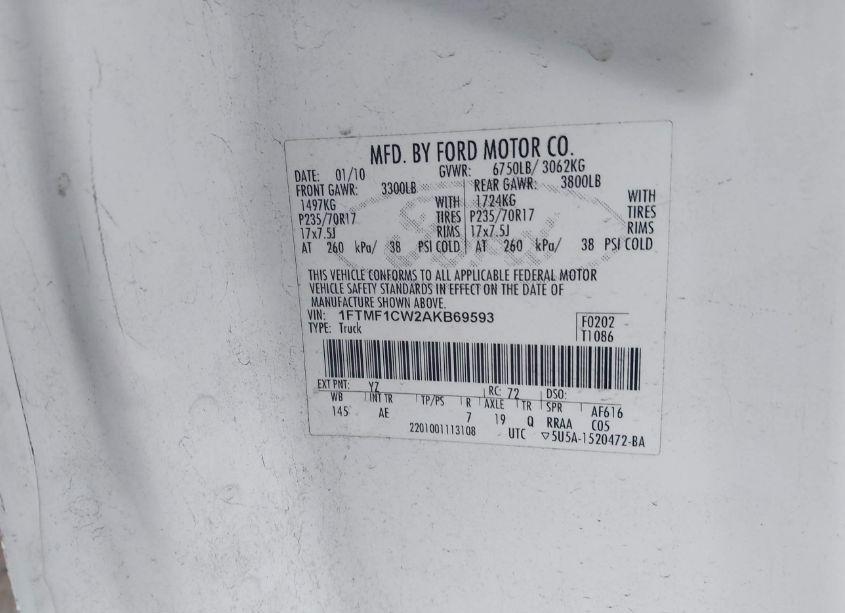 MFD. BY FORD MOTOR CO.
DATE: 01/10 GVWR: 6750LB/ 3062KG
FRONT GAWR: 3300LB REAR GAWR: 3800LB
1497KG WITH 1724KG WITH
P235/70R17 TIRES P235/70R17 TIRES
17x7.5J RIMS 17x7.5J RIMS
AT 260 kPa/ 38 PSI COLD AT 260 kPa/ 38 PSI COLD
THIS VEHICLE CONFORMS TO ALL APPLICABLE FEDERAL MOTOR
VEHICLE SAFETY STANDARDS IN EFFECT ON THE DATE OF
MANUFACTURE SHOWN ABOVE.
VIN: 1FTMF1CW2AKB69593 F0202
TYPE: Truck T1086
EXT PNT: YZ RC: 72 DSO:
WB INT TR TP/PS R AXLE TR SPR AF616
145 AE 7 19 Q RRAA C05
2201001113108 UTC ▽5U5A-1520472-BA